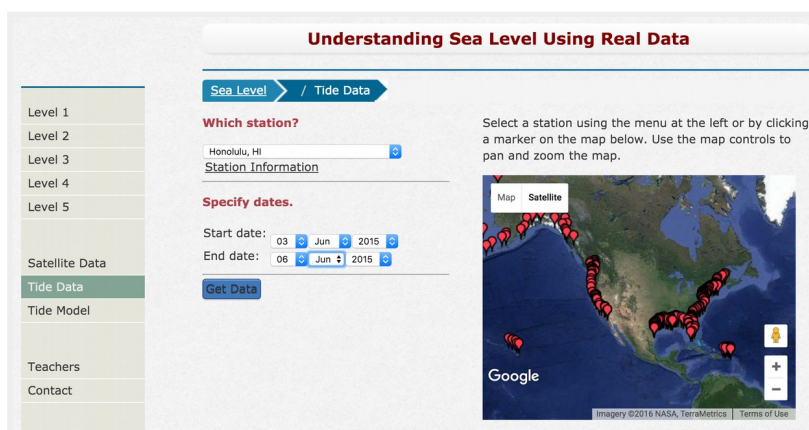 Understanding Sea Level Using Real Data
Sea Level / Tide Data
Level 1
Level 2
Level 3
Level 4
Level 5
Satellite Data
Tide Data
Tide Model
Teachers
Contact
Which station?
Honolulu, HI
Station Information
Specify dates.
Start date: 03 Jun 2015
End date: 06 Jun 2015
Get Data
Select a station using the menu at the left or by clicking
a marker on the map below. Use the map controls to
pan and zoom the map.
Map Satellite
+
−
Google
Imagery ©2016 NASA, TerraMetrics Terms of Use